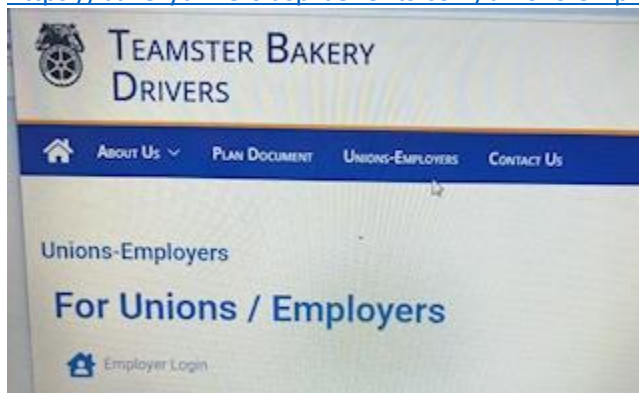 TEAMSTER BAKERY
DRIVERS
ABOUT US PLAN DOCUMENT UNIONS-EMPLOYERS CONTACT US
Unions-Employers
For Unions / Employers
Employer Login